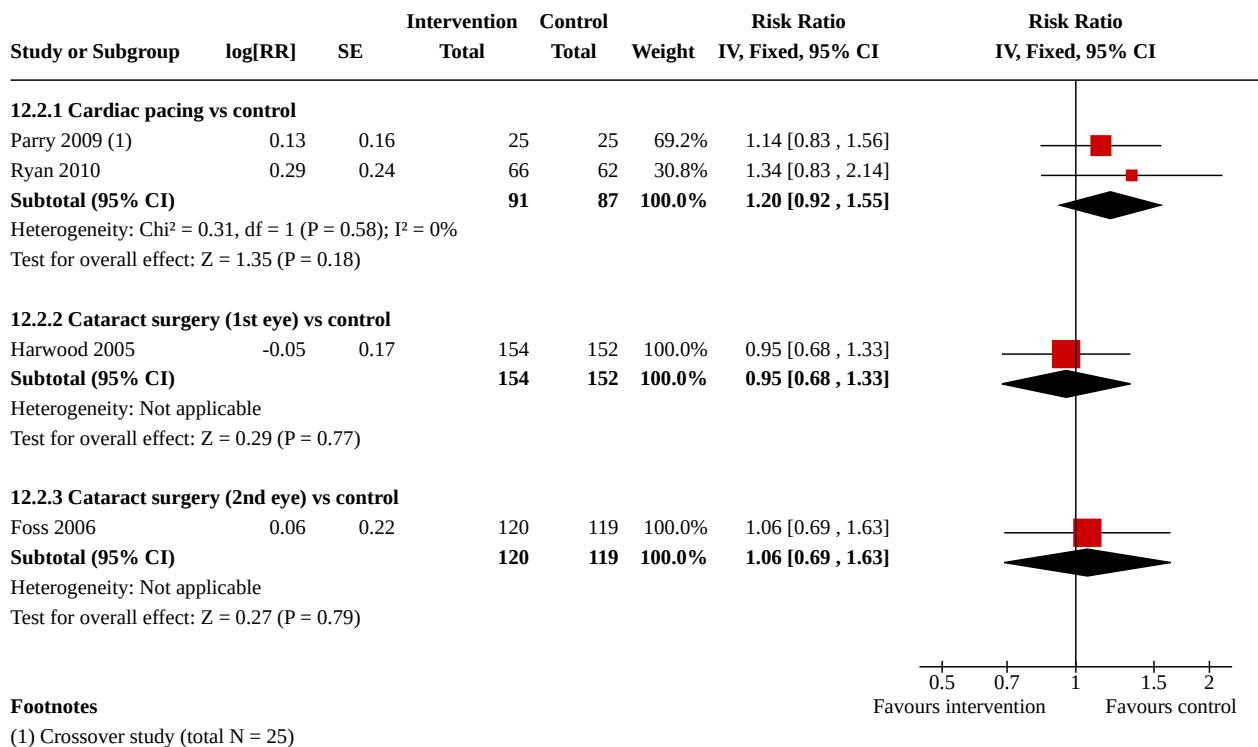 Intervention Control Risk Ratio Risk Ratio
Study or Subgroup log[RR] SE Total Total Weight IV, Fixed, 95% CI IV, Fixed, 95% CI
12.2.1 Cardiac pacing vs control
Parry 2009 (1) 0.13 0.16 25 25 69.2% 1.14 [0.83 , 1.56]
Ryan 2010 0.29 0.24 66 62 30.8% 1.34 [0.83 , 2.14]
Subtotal (95% CI) 91 87 100.0% 1.20 [0.92 , 1.55]
Heterogeneity: Chi² = 0.31, df = 1 (P = 0.58); I² = 0%
Test for overall effect: Z = 1.35 (P = 0.18)
12.2.2 Cataract surgery (1st eye) vs control
Harwood 2005 -0.05 0.17 154 152 100.0% 0.95 [0.68 , 1.33]
Subtotal (95% CI) 154 152 100.0% 0.95 [0.68 , 1.33]
Heterogeneity: Not applicable
Test for overall effect: Z = 0.29 (P = 0.77)
12.2.3 Cataract surgery (2nd eye) vs control
Foss 2006 0.06 0.22 120 119 100.0% 1.06 [0.69 , 1.63]
Subtotal (95% CI) 120 119 100.0% 1.06 [0.69 , 1.63]
Heterogeneity: Not applicable
Test for overall effect: Z = 0.27 (P = 0.79)
0.5 0.7 1 1.5 2
Favours intervention Favours control
Footnotes
(1) Crossover study (total N = 25)